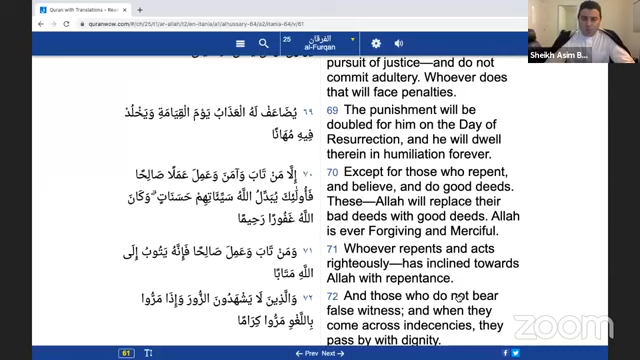 Quran with Translations – Rea
quranwow.com/#/ch/25/t1/ar-allah/t2/en-itania/a1/alhussary-64/a2/itania-64/v/61
25 الفرقان
al-Furqan
Sheikh Asim B...
pursuit of justice—and do not
commit adultery. Whoever does
that will face penalties.
٦٩ يُضَاعَفْ لَهُ الْعَذَابُ يَوْمَ الْقِيَامَةِ وَيَخْلُدْ
فِيهِ مُهَانًا
69 The punishment will be
doubled for him on the Day of
Resurrection, and he will dwell
therein in humiliation forever.
٧٠ إِلَّا مَنْ تَابَ وَآمَنَ وَعَمِلَ عَمَلًا صَالِحًا
فَأُولَٰئِكَ يُبَدِّلُ اللَّهُ سَيِّئَاتِهِمْ حَسَنَاتٍ ۗ وَكَانَ
اللَّهُ غَفُورًا رَحِيمًا
70 Except for those who repent,
and believe, and do good deeds.
These—Allah will replace their
bad deeds with good deeds. Allah
is ever Forgiving and Merciful.
٧١ وَمَنْ تَابَ وَعَمِلَ صَالِحًا فَإِنَّهُ يَتُوبُ إِلَى
اللَّهِ مَتَابًا
71 Whoever repents and acts
righteously—has inclined towards
Allah with repentance.
٧٢ وَالَّذِينَ لَا يَشْهَدُونَ الزُّورَ وَإِذَا مَرُّوا
بِاللَّغْوِ مَرُّوا كِرَامًا
72 And those who do not bear
false witness; and when they
come across indecencies, they
pass by with dignity.
61
Prev Next
zoom